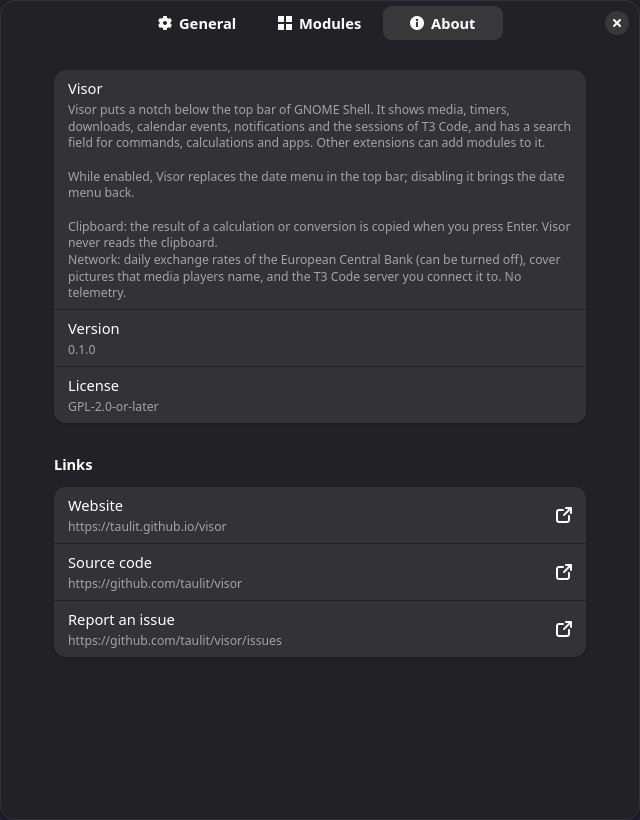 General
Modules
About
Visor
Visor puts a notch below the top bar of GNOME Shell. It shows media, timers,
downloads, calendar events, notifications and the sessions of T3 Code, and has a search
field for commands, calculations and apps. Other extensions can add modules to it.
While enabled, Visor replaces the date menu in the top bar; disabling it brings the date
menu back.
Clipboard: the result of a calculation or conversion is copied when you press Enter. Visor
never reads the clipboard.
Network: daily exchange rates of the European Central Bank (can be turned off), cover
pictures that media players name, and the T3 Code server you connect it to. No
telemetry.
Version
0.1.0
License
GPL-2.0-or-later
Links
Website
https://taulit.github.io/visor
Source code
https://github.com/taulit/visor
Report an issue
https://github.com/taulit/visor/issues